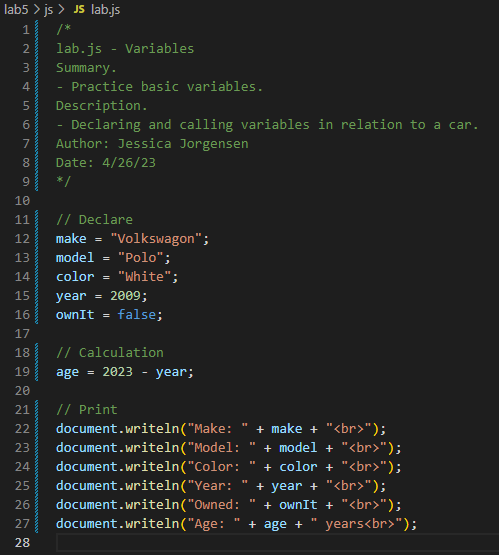 lab5 > js > JS lab.js
1 /*
2 lab.js - Variables
3 Summary.
4 - Practice basic variables.
5 Description.
6 - Declaring and calling variables in relation to a car.
7 Author: Jessica Jorgensen
8 Date: 4/26/23
9 */
10
11 // Declare
12 make = "Volkswagon";
13 model = "Polo";
14 color = "White";
15 year = 2009;
16 ownIt = false;
17
18 // Calculation
19 age = 2023 - year;
20
21 // Print
22 document.writeln("Make: " + make + "<br>");
23 document.writeln("Model: " + model + "<br>");
24 document.writeln("Color: " + color + "<br>");
25 document.writeln("Year: " + year + "<br>");
26 document.writeln("Owned: " + ownIt + "<br>");
27 document.writeln("Age: " + age + " years<br>");
28